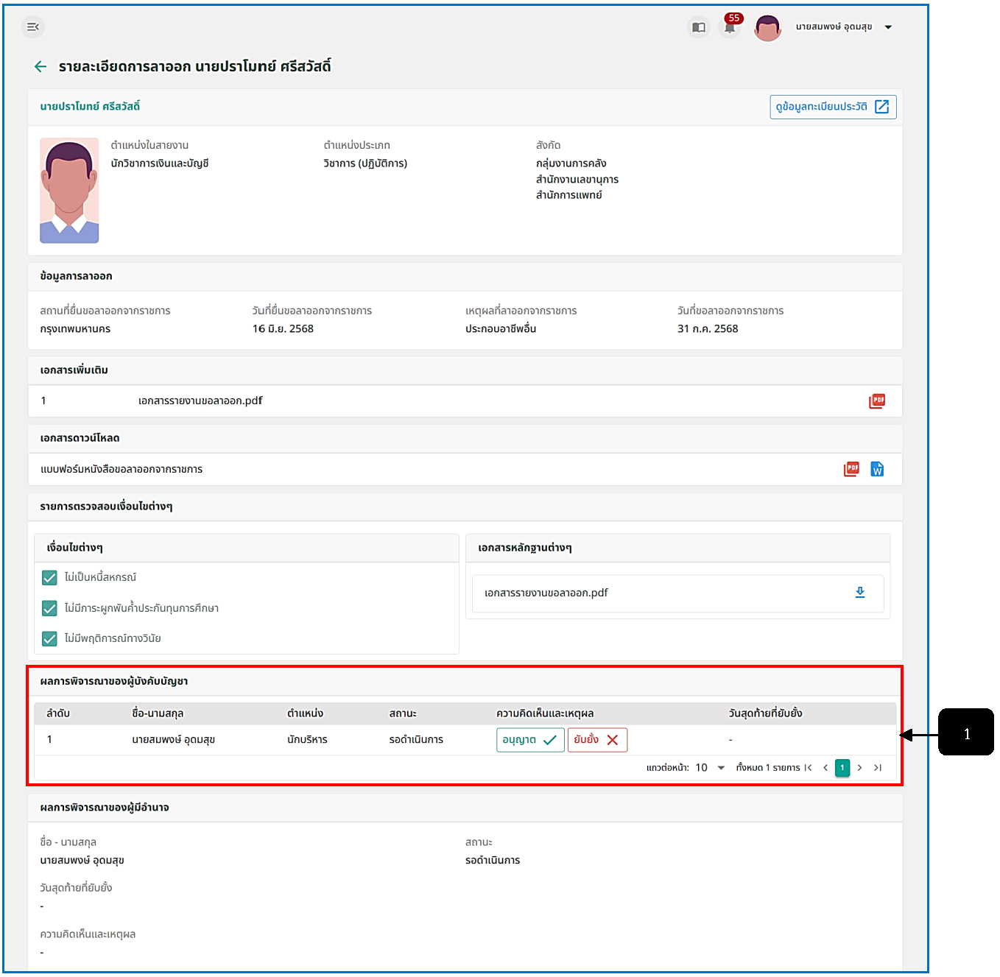 55
นายสมพงษ์ อุดมสุข
รายละเอียดการลาออก นายปราโมทย์ ศรีสวัสดิ์
นายปราโมทย์ ศรีสวัสดิ์
ดูข้อมูลทะเบียนประวัติ
ตำแหน่งในสายงาน ตำแหน่งประเภท สังกัด
นักวิชาการเงินและบัญชี วิชาการ (ปฏิบัติการ) กลุ่มงานการคลัง
สำนักงานเลขานุการ
สำนักการแพทย์
ข้อมูลการลาออก
สถานที่ยื่นขอลาออกจากราชการ วันที่ยื่นขอลาออกจากราชการ เหตุผลที่ลาออกจากราชการ วันที่ขอลาออกจากราชการ
กรุงเทพมหานคร 16 มิ.ย. 2568 ประกอบอาชีพอื่น 31 ก.ค. 2568
เอกสารเพิ่มเติม
1 เอกสารรายงานขอลาออก.pdf PDF
เอกสารดาวน์โหลด
แบบฟอร์มหนังสือขอลาออกจากราชการ PDF W
รายการตรวจสอบเงื่อนไขต่างๆ
เงื่อนไขต่างๆ เอกสารหลักฐานต่างๆ
ไม่เป็นหนี้สหกรณ์
เอกสารรายงานขอลาออก.pdf
ไม่มีภาระผูกพันค้ำประกันทุนการศึกษา
ไม่มีพฤติการณ์ทางวินัย
ผลการพิจารณาของผู้บังคับบัญชา
ลำดับ ชื่อ-นามสกุล ตำแหน่ง สถานะ ความคิดเห็นและเหตุผล วันสุดท้ายที่ยับยั้ง
1 นายสมพงษ์ อุดมสุข นักบริหาร รอดำเนินการ อนุญาต ยับยั้ง -
1
แถวต่อหน้า: 10 ทั้งหมด 1 รายการ 1
ผลการพิจารณาของผู้มีอำนาจ
ชื่อ - นามสกุล สถานะ
นายสมพงษ์ อุดมสุข รอดำเนินการ
วันสุดท้ายที่ยับยั้ง
-
ความคิดเห็นและเหตุผล
-